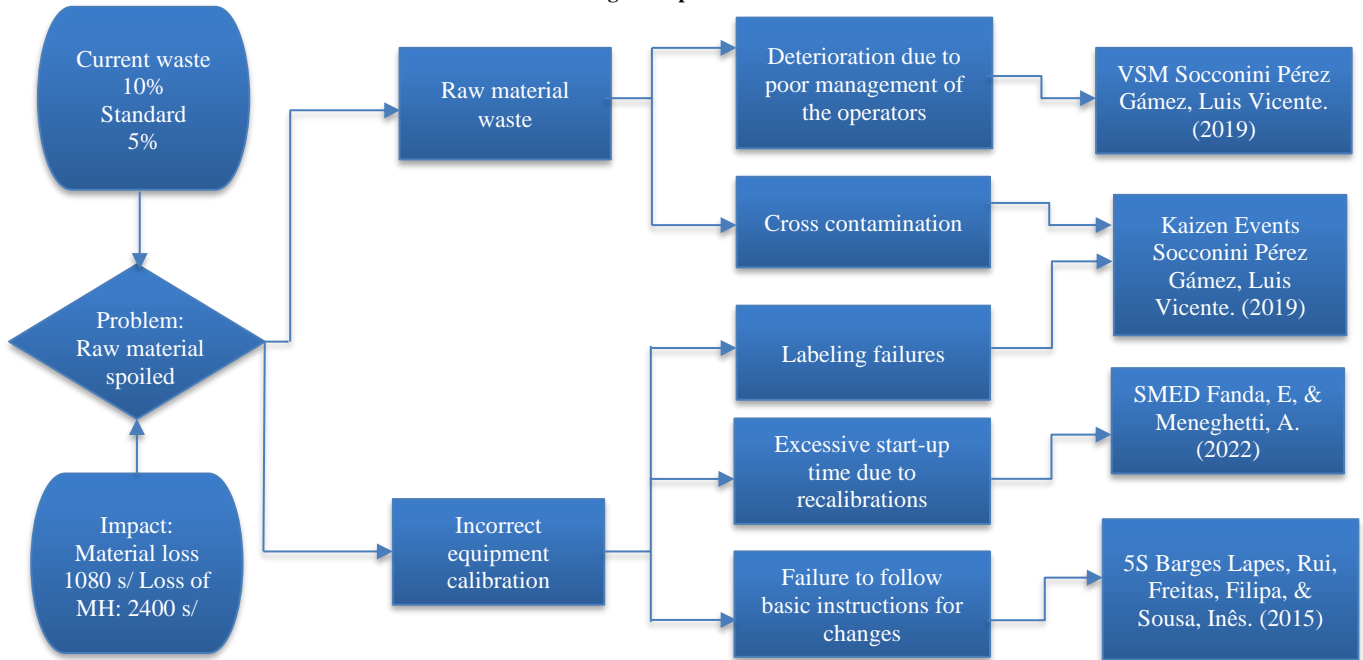 Current waste
10%
Standard
5%
Problem:
Raw material
spoiled
Impact:
Material loss
1080 s/ Loss of
MH: 2400 s/
Raw material
waste
Incorrect
equipment
calibration
Deterioration due to
poor management of
the operators
Cross contamination
Labeling failures
Excessive start-up
time due to
recalibrations
Failure to follow
basic instructions for
changes
VSM Socconini Pérez
Gámez, Luis Vicente.
(2019)
Kaizen Events
Socconini Pérez
Gámez, Luis
Vicente. (2019)
SMED Fanda, E, &
Meneghetti, A.
(2022)
5S Barges Lapes, Rui,
Freitas, Filipa, &
Sousa, Inês. (2015)